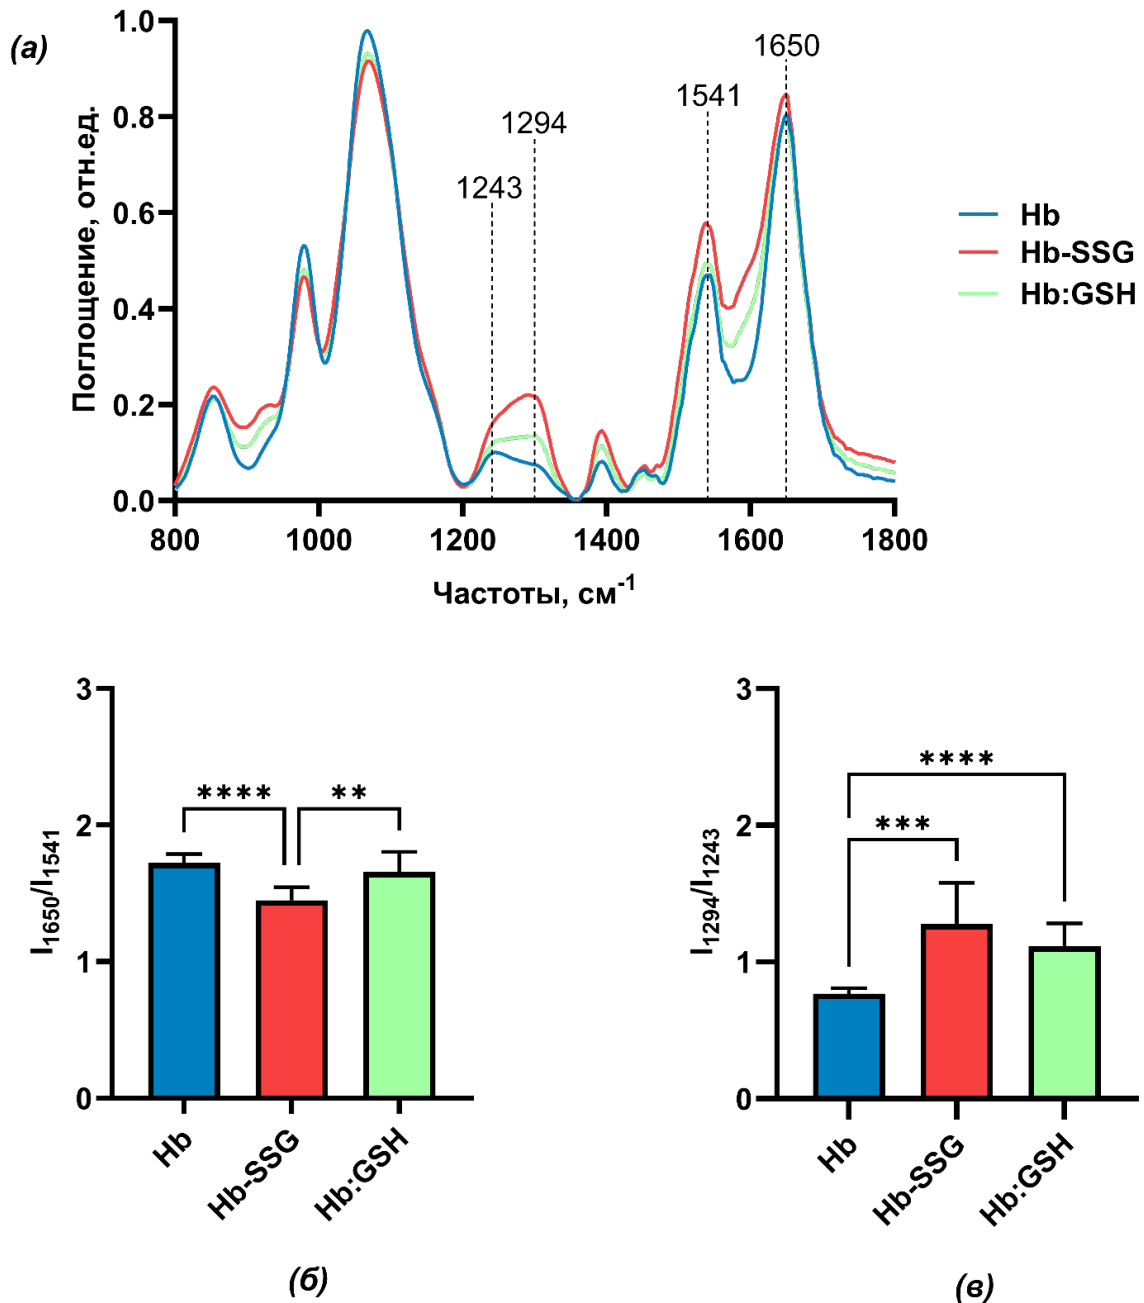 (а)
Поглощение, отн.ед.
1.0
0.8
0.6
0.4
0.2
0.0
1243
1294
1541
1650
800
1000
1200
1400
1600
1800
Частоты, см⁻¹
Hb
Hb-SSG
Hb:GSH
I₁₆₅₀/I₁₅₄₁
3
2
1
0
****
**
Hb
Hb-SSG
Hb:GSH
(б)
I₁₂₉₄/I₁₂₄₃
3
2
1
0
****
***
Hb
Hb-SSG
Hb:GSH
(в)